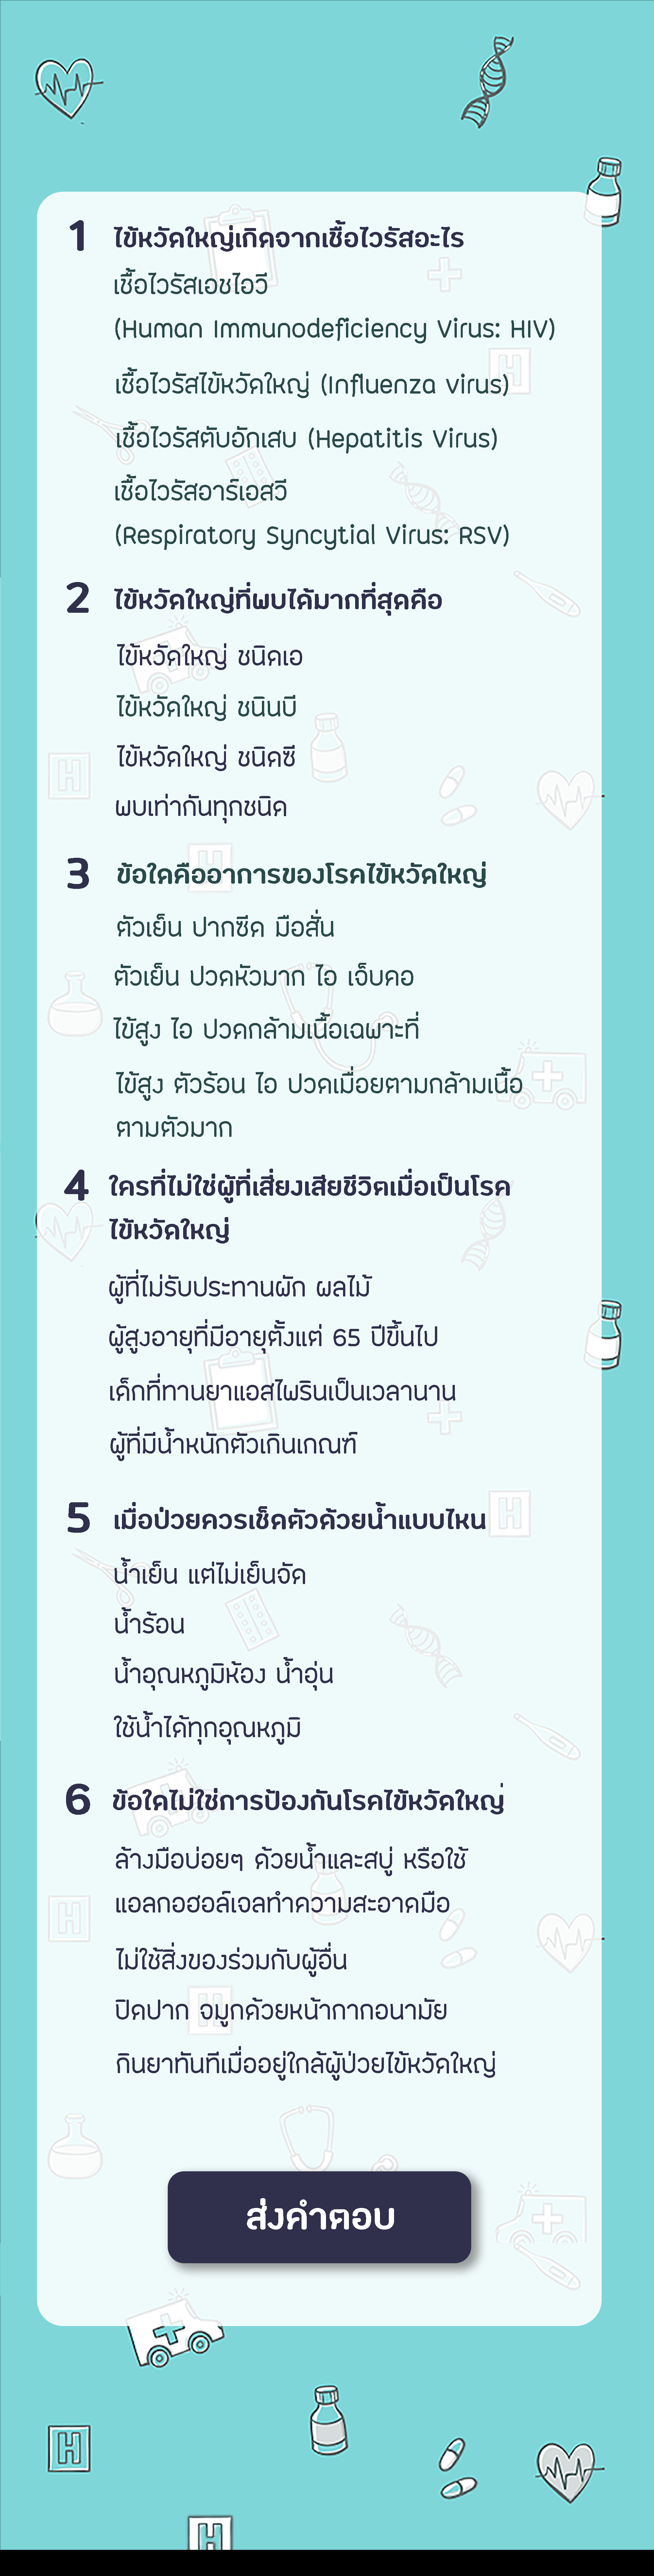 1 ไข้หวัดใหญ่เกิดจากเชื้อไวรัสอะไร
เชื้อไวรัสเอชไอวี
(Human Immunodeficiency Virus: HIV)
เชื้อไวรัสไข้หวัดใหญ่ (Influenza virus)
เชื้อไวรัสตับอักเสบ (Hepatitis Virus)
เชื้อไวรัสอาร์เอสวี
(Respiratory Syncytial Virus: RSV)
2 ไข้หวัดใหญ่ที่พบได้มากที่สุดคือ
ไข้หวัดใหญ่ ชนิดเอ
ไข้หวัดใหญ่ ชนินบี
ไข้หวัดใหญ่ ชนิดซี
พบเท่ากันทุกชนิด
3 ข้อใดคืออาการของโรคไข้หวัดใหญ่
ตัวเย็น ปากซีด มือสั่น
ตัวเย็น ปวดหัวมาก ไอ เจ็บคอ
ไข้สูง ไอ ปวดกล้ามเนื้อเฉพาะที่
ไข้สูง ตัวร้อน ไอ ปวดเมื่อยตามกล้ามเนื้อ
ตามตัวมาก
4 ใครที่ไม่ใช่ผู้ที่เสี่ยงเสียชีวิตเมื่อเป็นโรค
ไข้หวัดใหญ่
ผู้ที่ไม่รับประทานผัก ผลไม้
ผู้สูงอายุที่มีอายุตั้งแต่ 65 ปีขึ้นไป
เด็กที่ทานยาแอสไพรินเป็นเวลานาน
ผู้ที่มีน้ำหนักตัวเกินเกณฑ์
5 เมื่อป่วยควรเช็ดตัวด้วยน้ำแบบไหน
น้ำเย็น แต่ไม่เย็นจัด
น้ำร้อน
น้ำอุณหภูมิห้อง น้ำอุ่น
ใช้น้ำได้ทุกอุณหภูมิ
6 ข้อใดไม่ใช่การป้องกันโรคไข้หวัดใหญ่
ล้างมือบ่อยๆ ด้วยน้ำและสบู่ หรือใช้
แอลกอฮอล์เจลทำความสะอาดมือ
ไม่ใช้สิ่งของร่วมกับผู้อื่น
ปิดปาก จมูกด้วยหน้ากากอนามัย
กินยาทันทีเมื่ออยู่ใกล้ผู้ป่วยไข้หวัดใหญ่
ส่งคำตอบ
H
H